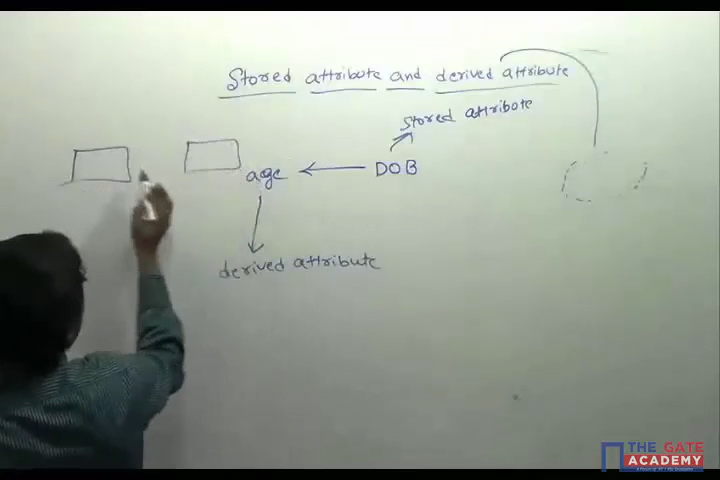 Stored attribute and derived attribute
Stored attribute
age ← DOB
derived attribute
THE GATE
ACADEMY